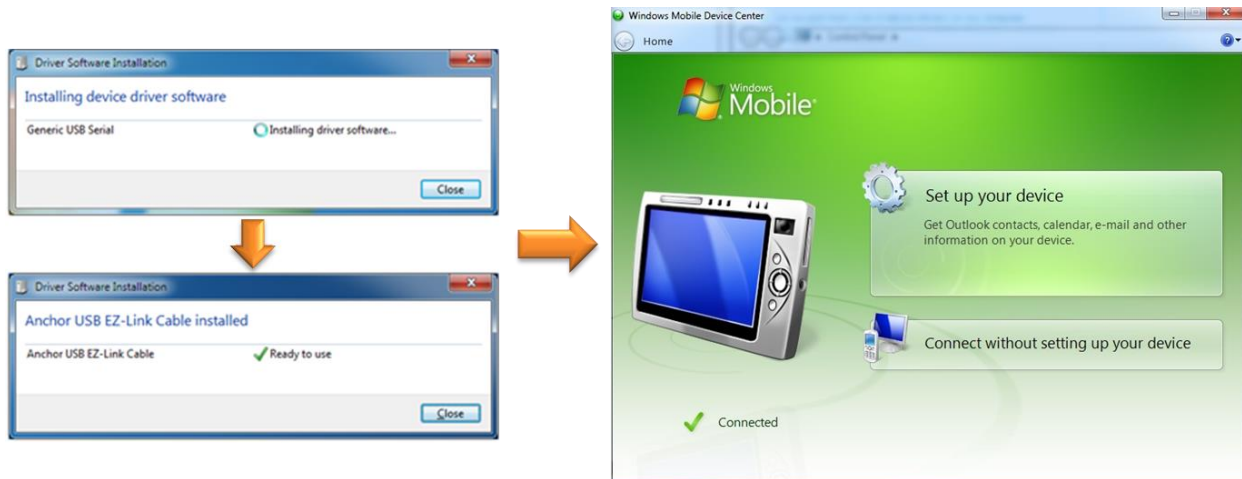 Driver Software Installation
Installing device driver software
Generic USB Serial Installing driver software...
Close
Driver Software Installation
Anchor USB EZ-Link Cable installed
Anchor USB EZ-Link Cable Ready to use
Close
Windows Mobile Device Center
Home
Windows
Mobile
Set up your device
Get Outlook contacts, calendar, e-mail and other
information on your device.
Connect without setting up your device
Connected